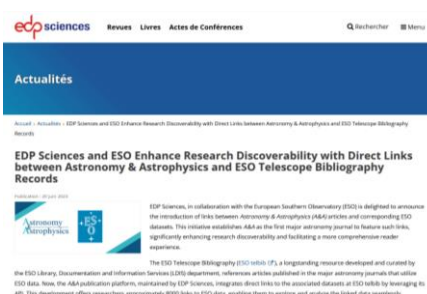 edp sciences Revues Livres Actes de Conférences Rechercher Menu
Actualités
Accueil › Actualités › EDP Sciences and ESO Enhance Research Discoverability with Direct Links between Astronomy & Astrophysics and ESO Telescope Bibliography
Records
EDP Sciences and ESO Enhance Research Discoverability with Direct Links
between Astronomy & Astrophysics and ESO Telescope Bibliography
Records
Astronomy
Astrophysics
ES
O
EDP Sciences, in collaboration with the European Southern Observatory (ESO) is delighted to announce
the introduction of links between Astronomy & Astrophysics (A&A) articles and corresponding ESO
datasets. This initiative establishes A&A as the first major astronomy journal to feature such links,
significantly enhancing research discoverability and facilitating a more comprehensive reader
experience.
The ESO Telescope Bibliography (ESO telbib), a longstanding resource developed and curated by
the ESO Library, Documentation and Information Services (LDIS) department, references articles published in the major astronomy journals that utilize
ESO data. Now, the A&A publication platform, maintained by EDP Sciences, integrates direct links to the associated datasets at ESO telbib by leveraging its